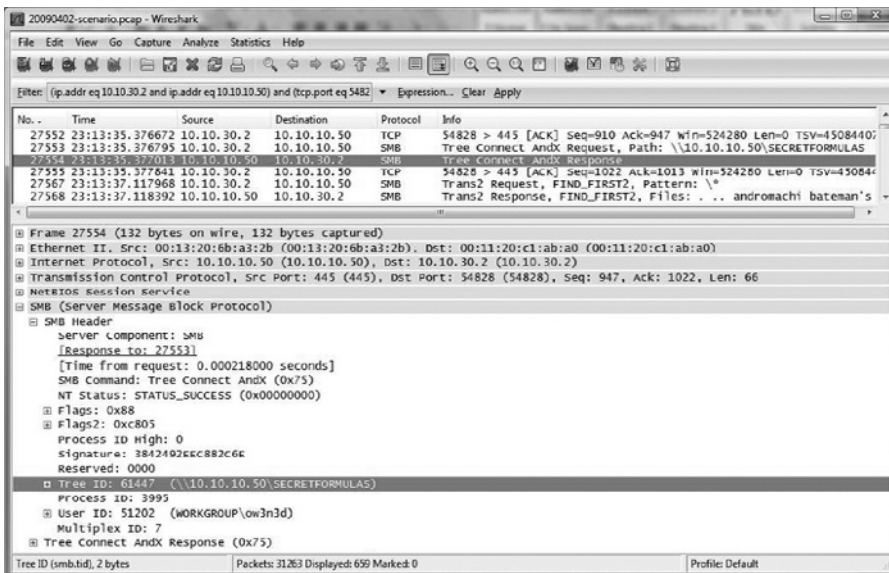 20090402-scenario.pcap - Wireshark
File Edit View Go Capture Analyze Statistics Help
Filter: (ip.addr eq 10.10.30.2 and ip.addr eq 10.10.10.50) and (tcp.port eq 5482 Expression... Clear Apply
No. . Time Source Destination Protocol Info
27552 23:13:35.376672 10.10.30.2 10.10.10.50 TCP 54828 > 445 [ACK] Seq=910 Ack=947 Win=524280 Len=0 TSV=45084407
27553 23:13:35.376795 10.10.30.2 10.10.10.50 SMB Tree Connect AndX Request, Path: \\10.10.10.50\SECRETFORMULAS
27554 23:13:35.377013 10.10.10.50 10.10.30.2 SMB Tree Connect AndX Response
27555 23:13:35.377841 10.10.30.2 10.10.10.50 TCP 54828 > 445 [ACK] Seq=1022 Ack=1013 Win=524280 Len=0 TSV=450844
27567 23:13:37.117968 10.10.30.2 10.10.10.50 SMB Trans2 Request, FIND_FIRST2, Pattern: \*
27568 23:13:37.118392 10.10.10.50 10.10.30.2 SMB Trans2 Response, FIND_FIRST2, Files: . .. andromachi bateman's
Frame 27554 (132 bytes on wire, 132 bytes captured)
Ethernet II, Src: 00:13:20:6b:a3:2b (00:13:20:6b:a3:2b), Dst: 00:11:20:c1:ab:a0 (00:11:20:c1:ab:a0)
Internet Protocol, Src: 10.10.10.50 (10.10.10.50), Dst: 10.10.30.2 (10.10.30.2)
Transmission Control Protocol, Src Port: 445 (445), Dst Port: 54828 (54828), Seq: 947, Ack: 1022, Len: 66
NetBIOS Session Service
SMB (Server Message Block Protocol)
SMB Header
Server Component: SMB
[Response to: 27553]
[Time from request: 0.000218000 seconds]
SMB Command: Tree Connect AndX (0x75)
NT Status: STATUS_SUCCESS (0x00000000)
Flags: 0x88
Flags2: 0xc805
Process ID High: 0
Signature: 3842492EEC882C6E
Reserved: 0000
Tree ID: 61447 (\\10.10.10.50\SECRETFORMULAS)
Process ID: 3995
User ID: 51202 (WORKGROUP\ow3n3d)
Multiplex ID: 7
Tree Connect AndX Response (0x75)
Tree ID (smb.tid), 2 bytes Packets: 31263 Displayed: 659 Marked: 0 Profile: Default